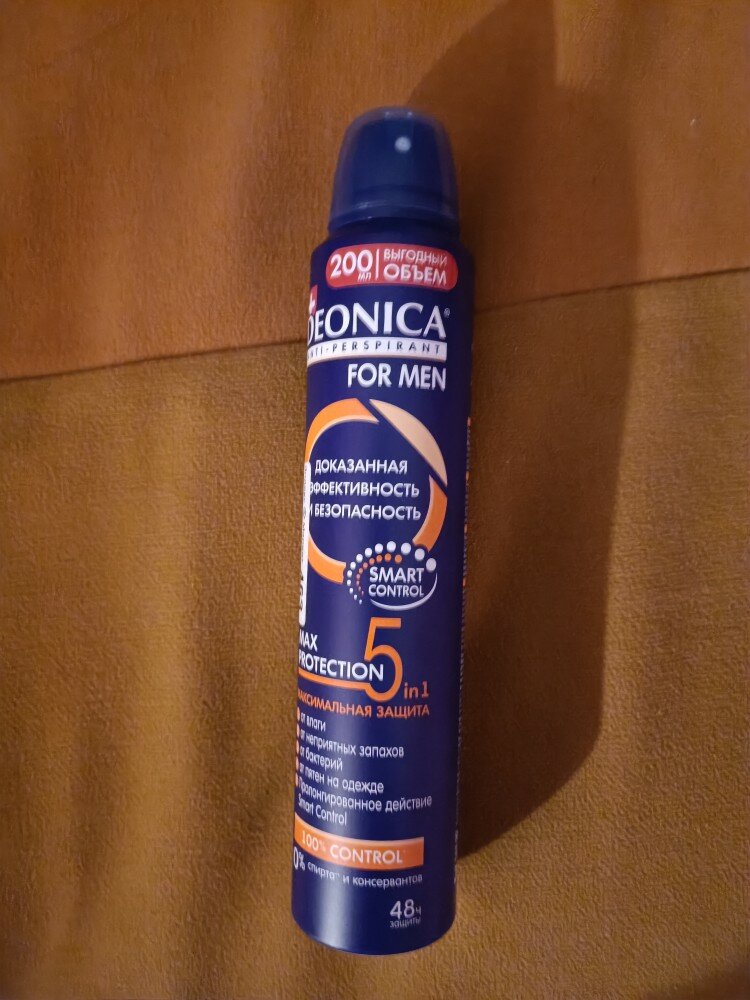 200 мл ВЫГОДНЫЙ ОБЪЕМ
DEONICA®
ANTI-PERSPIRANT
FOR MEN
ДОКАЗАННАЯ
ЭФФЕКТИВНОСТЬ
И БЕЗОПАСНОСТЬ
SMART
CONTROL
MAX
PROTECTION 5 in 1
МАКСИМАЛЬНАЯ ЗАЩИТА
от влаги
от неприятных запахов
от бактерий
от пятен на одежде
Пролонгированное действие
Smart Control
100% CONTROL
0% спирта** и консервантов
48ч
защиты